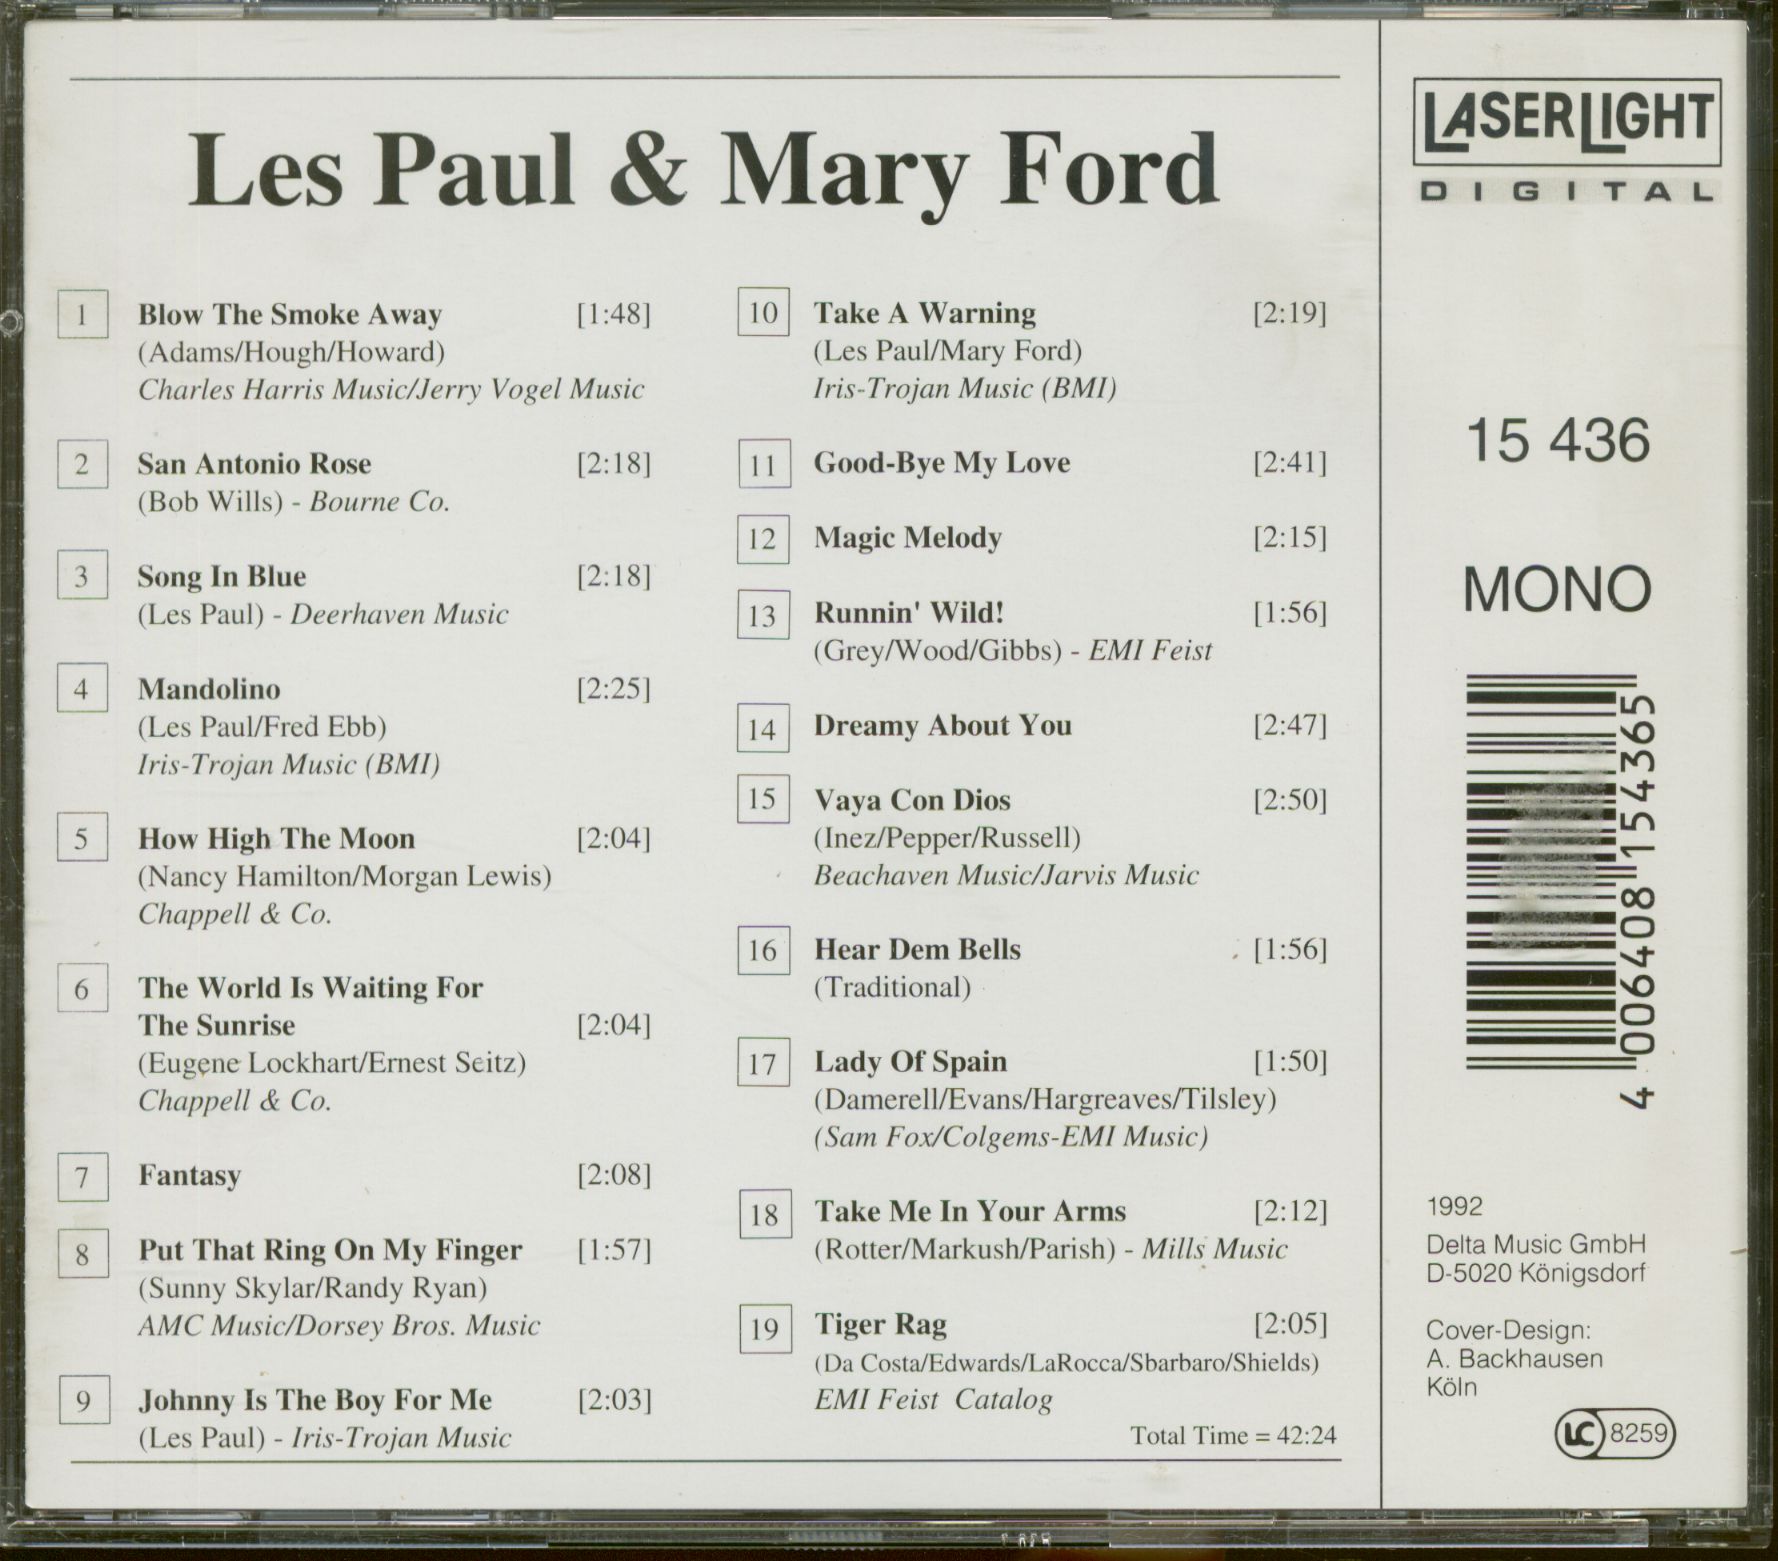 Les Paul & Mary Ford
1 Blow The Smoke Away [1:48]
(Adams/Hough/Howard)
Charles Harris Music/Jerry Vogel Music
2 San Antonio Rose [2:18]
(Bob Wills) - Bourne Co.
3 Song In Blue [2:18]
(Les Paul) - Deerhaven Music
4 Mandolino [2:25]
(Les Paul/Fred Ebb)
Iris-Trojan Music (BMI)
5 How High The Moon [2:04]
(Nancy Hamilton/Morgan Lewis)
Chappell & Co.
6 The World Is Waiting For
The Sunrise [2:04]
(Eugene Lockhart/Ernest Seitz)
Chappell & Co.
7 Fantasy [2:08]
8 Put That Ring On My Finger [1:57]
(Sunny Skylar/Randy Ryan)
AMC Music/Dorsey Bros. Music
9 Johnny Is The Boy For Me [2:03]
(Les Paul) - Iris-Trojan Music
10 Take A Warning [2:19]
(Les Paul/Mary Ford)
Iris-Trojan Music (BMI)
11 Good-Bye My Love [2:41]
12 Magic Melody [2:15]
13 Runnin' Wild! [1:56]
(Grey/Wood/Gibbs) - EMI Feist
14 Dreamy About You [2:47]
15 Vaya Con Dios [2:50]
(Inez/Pepper/Russell)
Beachaven Music/Jarvis Music
16 Hear Dem Bells [1:56]
(Traditional)
17 Lady Of Spain [1:50]
(Damerell/Evans/Hargreaves/Tilsley)
(Sam Fox/Colgems-EMI Music)
18 Take Me In Your Arms [2:12]
(Rotter/Markush/Parish) - Mills Music
19 Tiger Rag [2:05]
(Da Costa/Edwards/LaRocca/Sbarbaro/Shields)
EMI Feist Catalog
Total Time = 42:24
LASERLIGHT
DIGITAL
15 436
MONO
4 006408 154365
1992
Delta Music GmbH
D-5020 Königsdorf
Cover-Design:
A. Backhausen
Köln
LC 8259